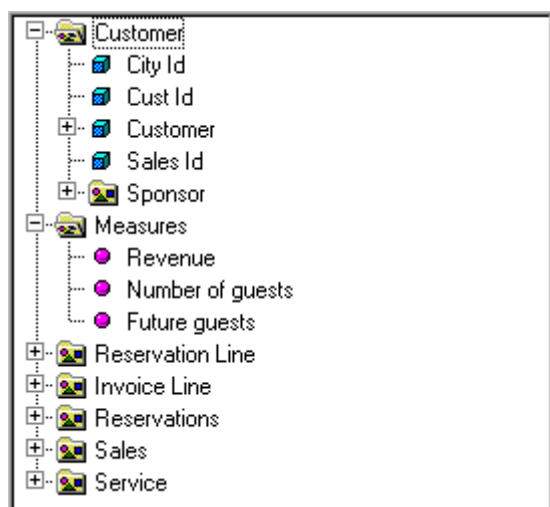 Customer
City Id
Cust Id
Customer
Sales Id
Sponsor
Measures
Revenue
Number of guests
Future guests
Reservation Line
Invoice Line
Reservations
Sales
Service